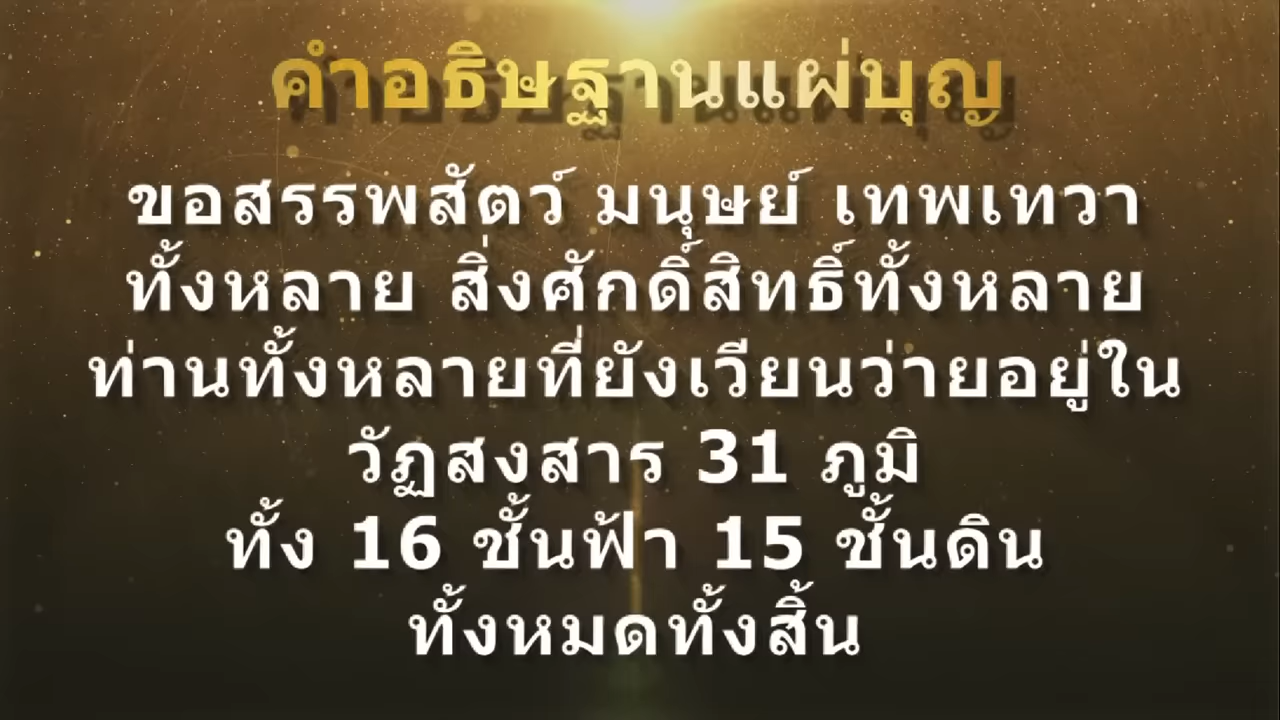 คำอธิษฐานแผ่บุญ
ขอสรรพสัตว์ มนุษย์ เทพเทวา
ทั้งหลาย สิ่งศักดิ์สิทธิ์ทั้งหลาย
ท่านทั้งหลายที่ยังเวียนว่ายอยู่ใน
วัฏสงสาร 31 ภูมิ
ทั้ง 16 ชั้นฟ้า 15 ชั้นดิน
ทั้งหมดทั้งสิ้น